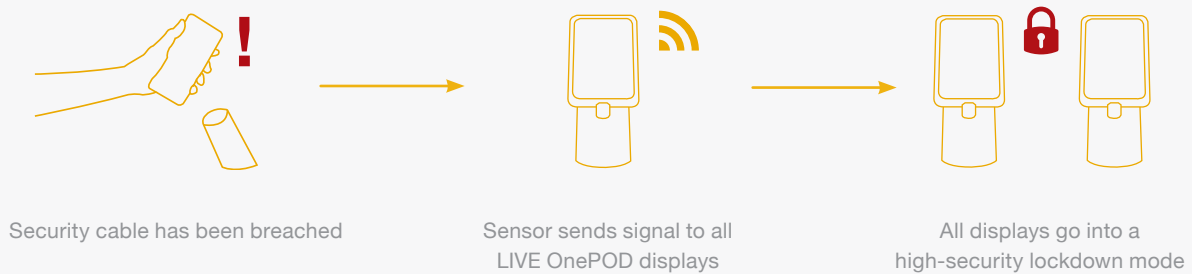 Security cable has been breached
Sensor sends signal to all
LIVE OnePOD displays
All displays go into a
high-security lockdown mode